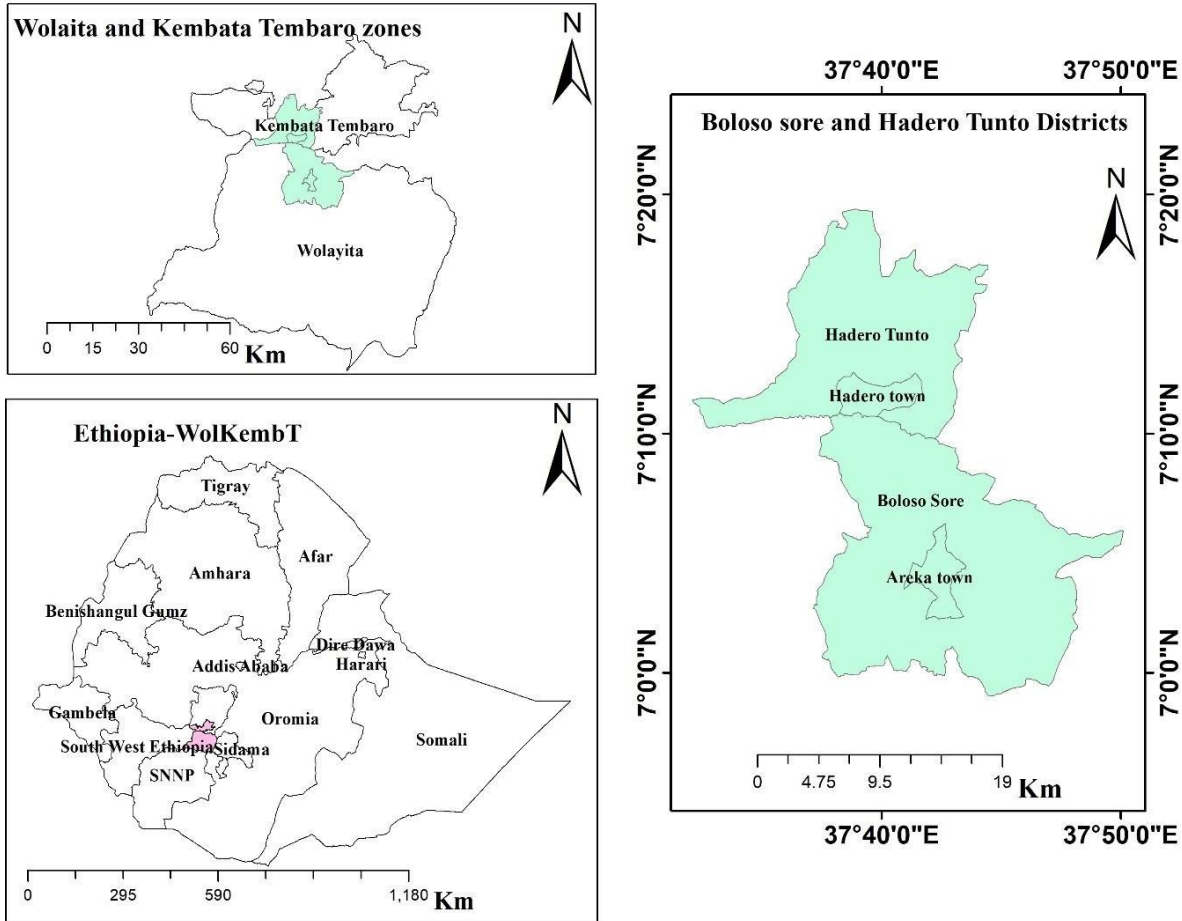 Wolaita and Kembata Tembaro zones
N
Kembata Tembaro
Wolayita
0 15 30 60 Km
Ethiopia-WolKembT
N
Tigray
Afar
Amhara
Benishangul Gumz
Dire Dawa
Addis Ababa
Harari
Gambela
Oromia
South West Ethiopia
Sidama
Somali
SNNP
0 295 590 1,180 Km
37°40'0"E 37°50'0"E
Boloso sore and Hadero Tunto Districts
N
7°20'0"N 7°20'0"N
Hadero Tunto
Hadero town
7°10'0"N 7°10'0"N
Boloso Sore
Areka town
7°0'0"N 7°0'0"N
0 4.75 9.5 19 Km
37°40'0"E 37°50'0"E